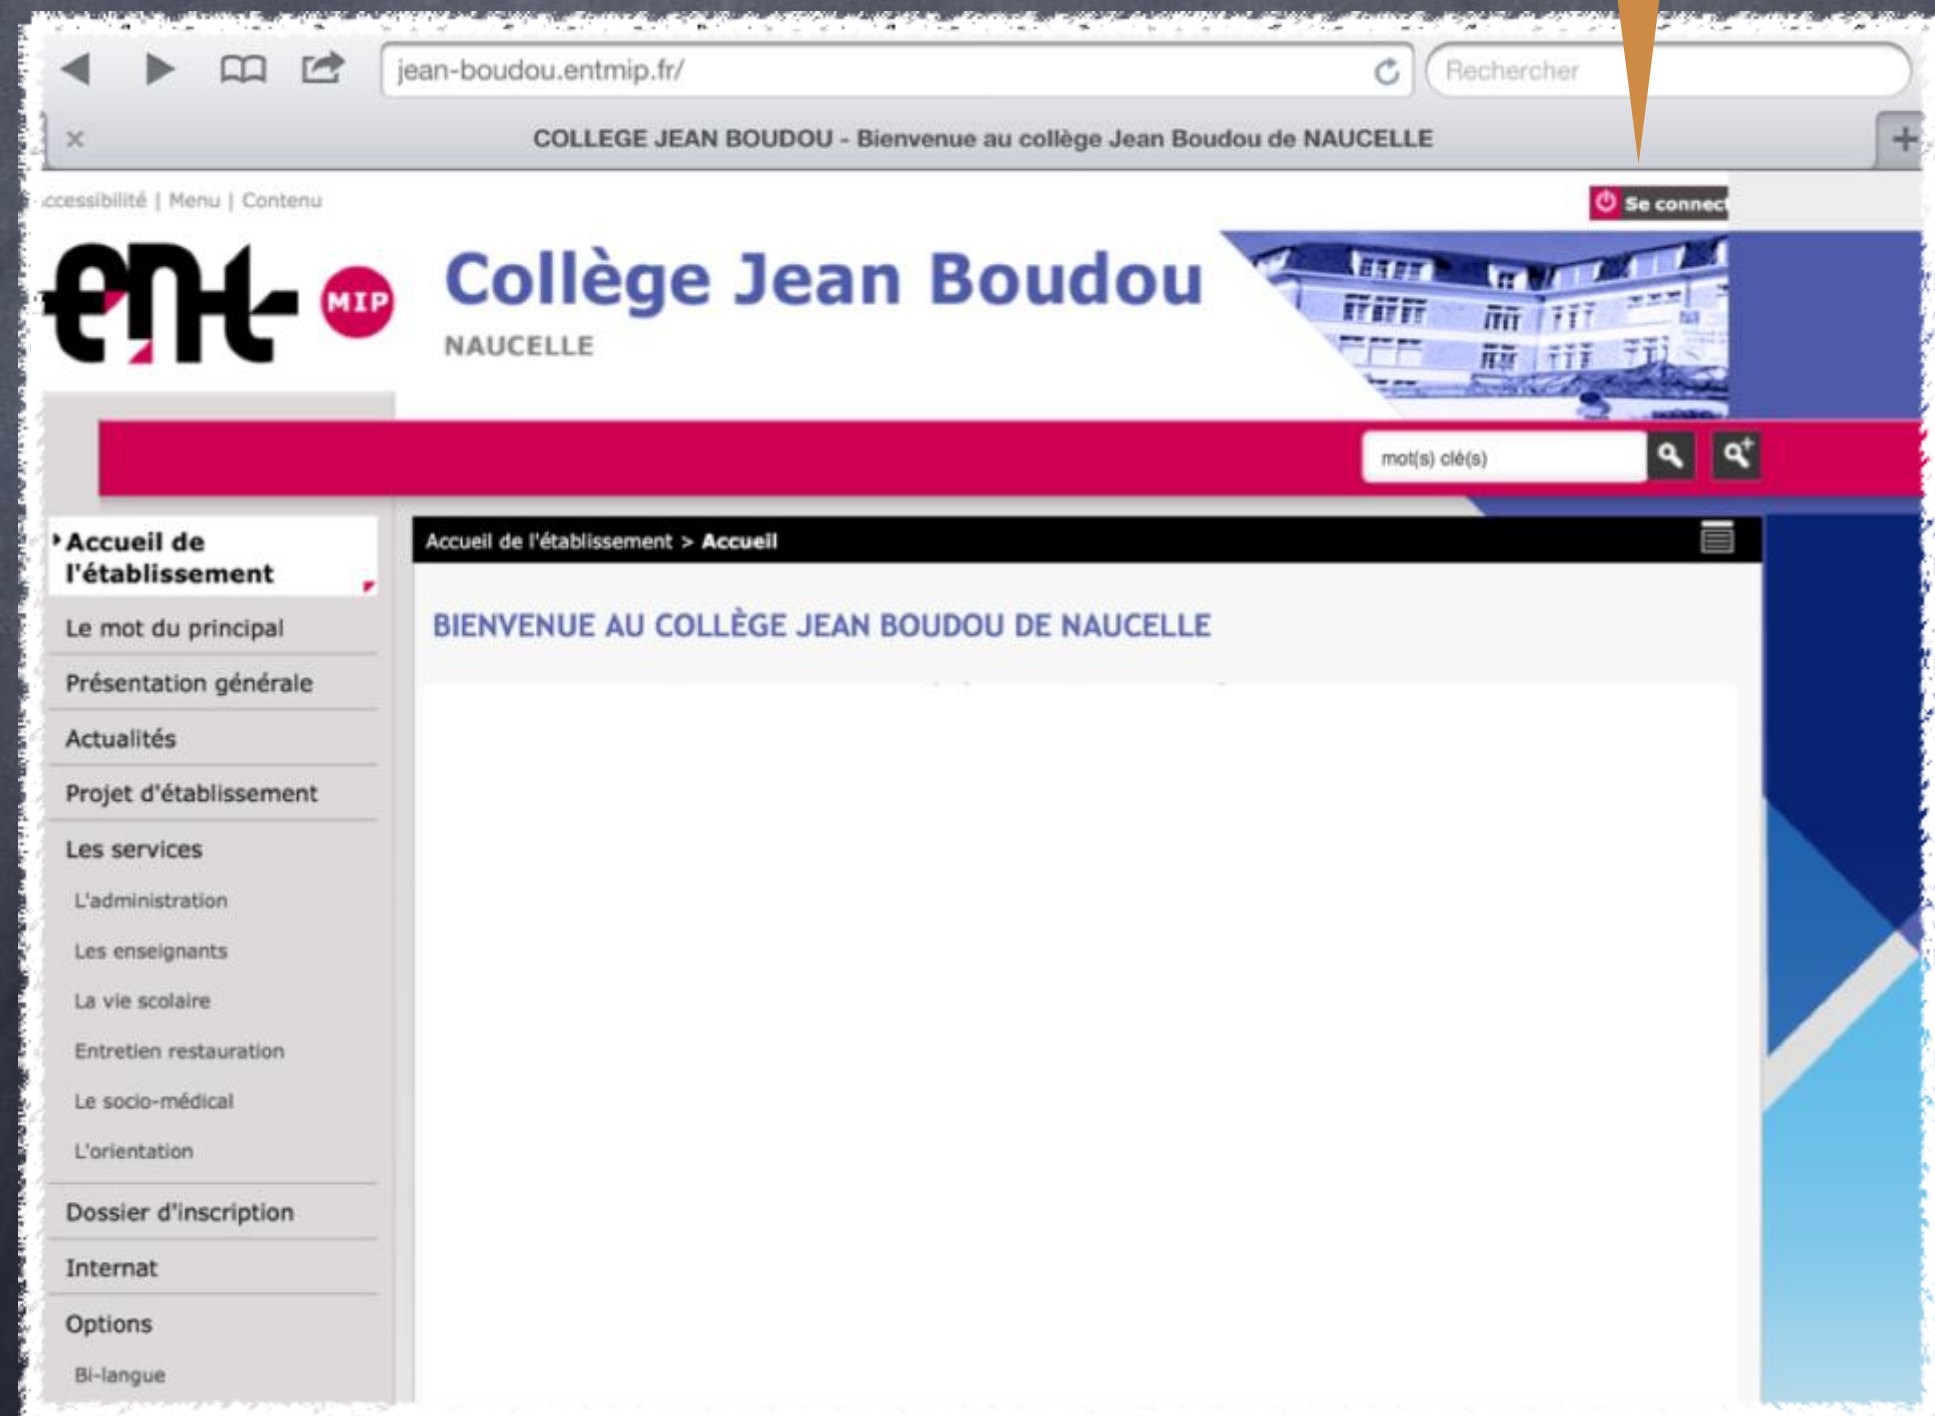 jean-boudou.entmip.fr/
Rechercher
COLLEGE JEAN BOUDOU - Bienvenue au collège Jean Boudou de NAUCELLE
ccessibilité | Menu | Contenu
Se connect
ent MIP
Collège Jean Boudou
NAUCELLE
mot(s) clé(s)
Accueil de
l'établissement
Le mot du principal
Présentation générale
Actualités
Projet d'établissement
Les services
L'administration
Les enseignants
La vie scolaire
Entretien restauration
Le socio-médical
L'orientation
Dossier d'inscription
Internat
Options
Bi-langue
Accueil de l'établissement > Accueil
BIENVENUE AU COLLÈGE JEAN BOUDOU DE NAUCELLE